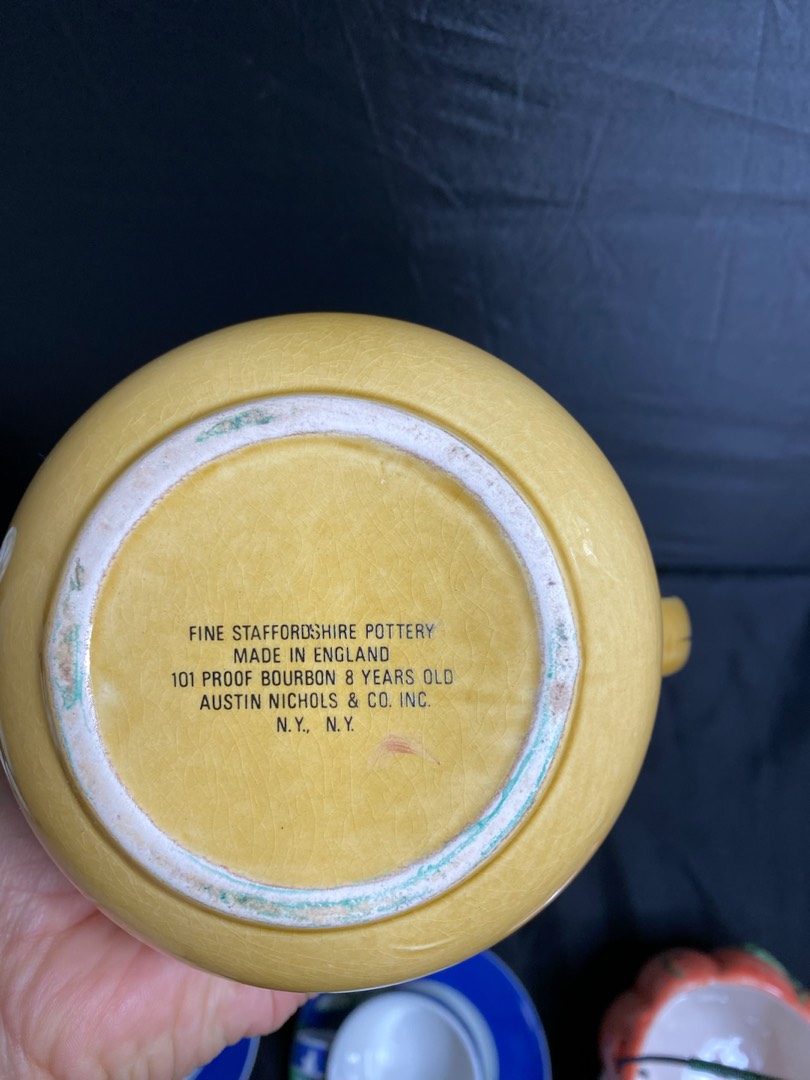 FINE STAFFORDSHIRE POTTERY
MADE IN ENGLAND
101 PROOF BOURBON 8 YEARS OLD
AUSTIN NICHOLS & CO. INC.
N.Y., N.Y.